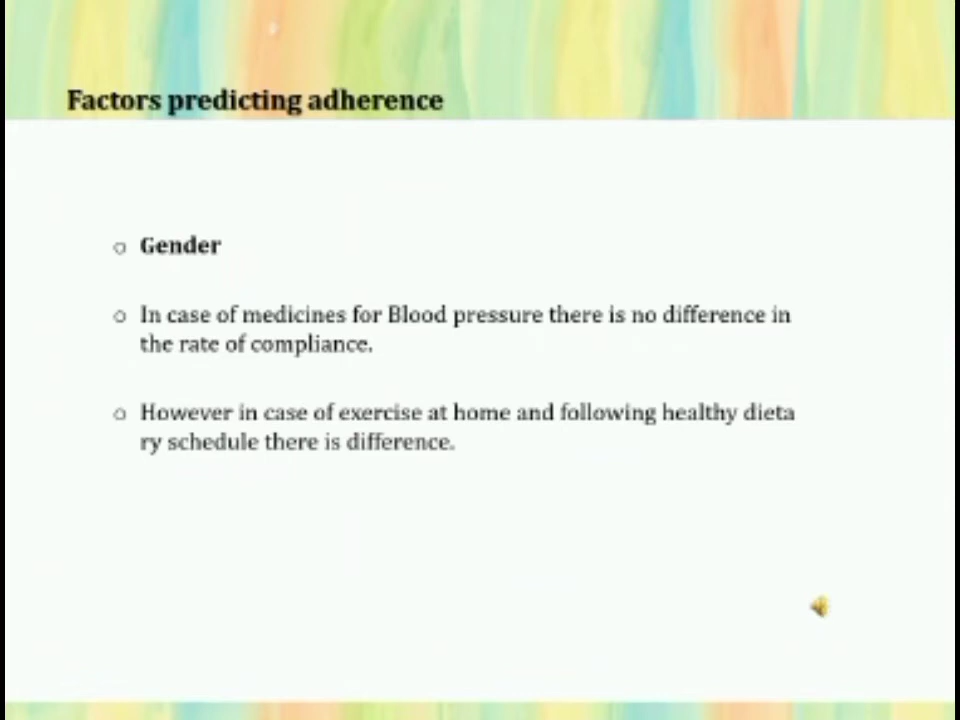 Factors predicting adherence
Gender
In case of medicines for Blood pressure there is no difference in
the rate of compliance.
However in case of exercise at home and following healthy dieta
ry schedule there is difference.